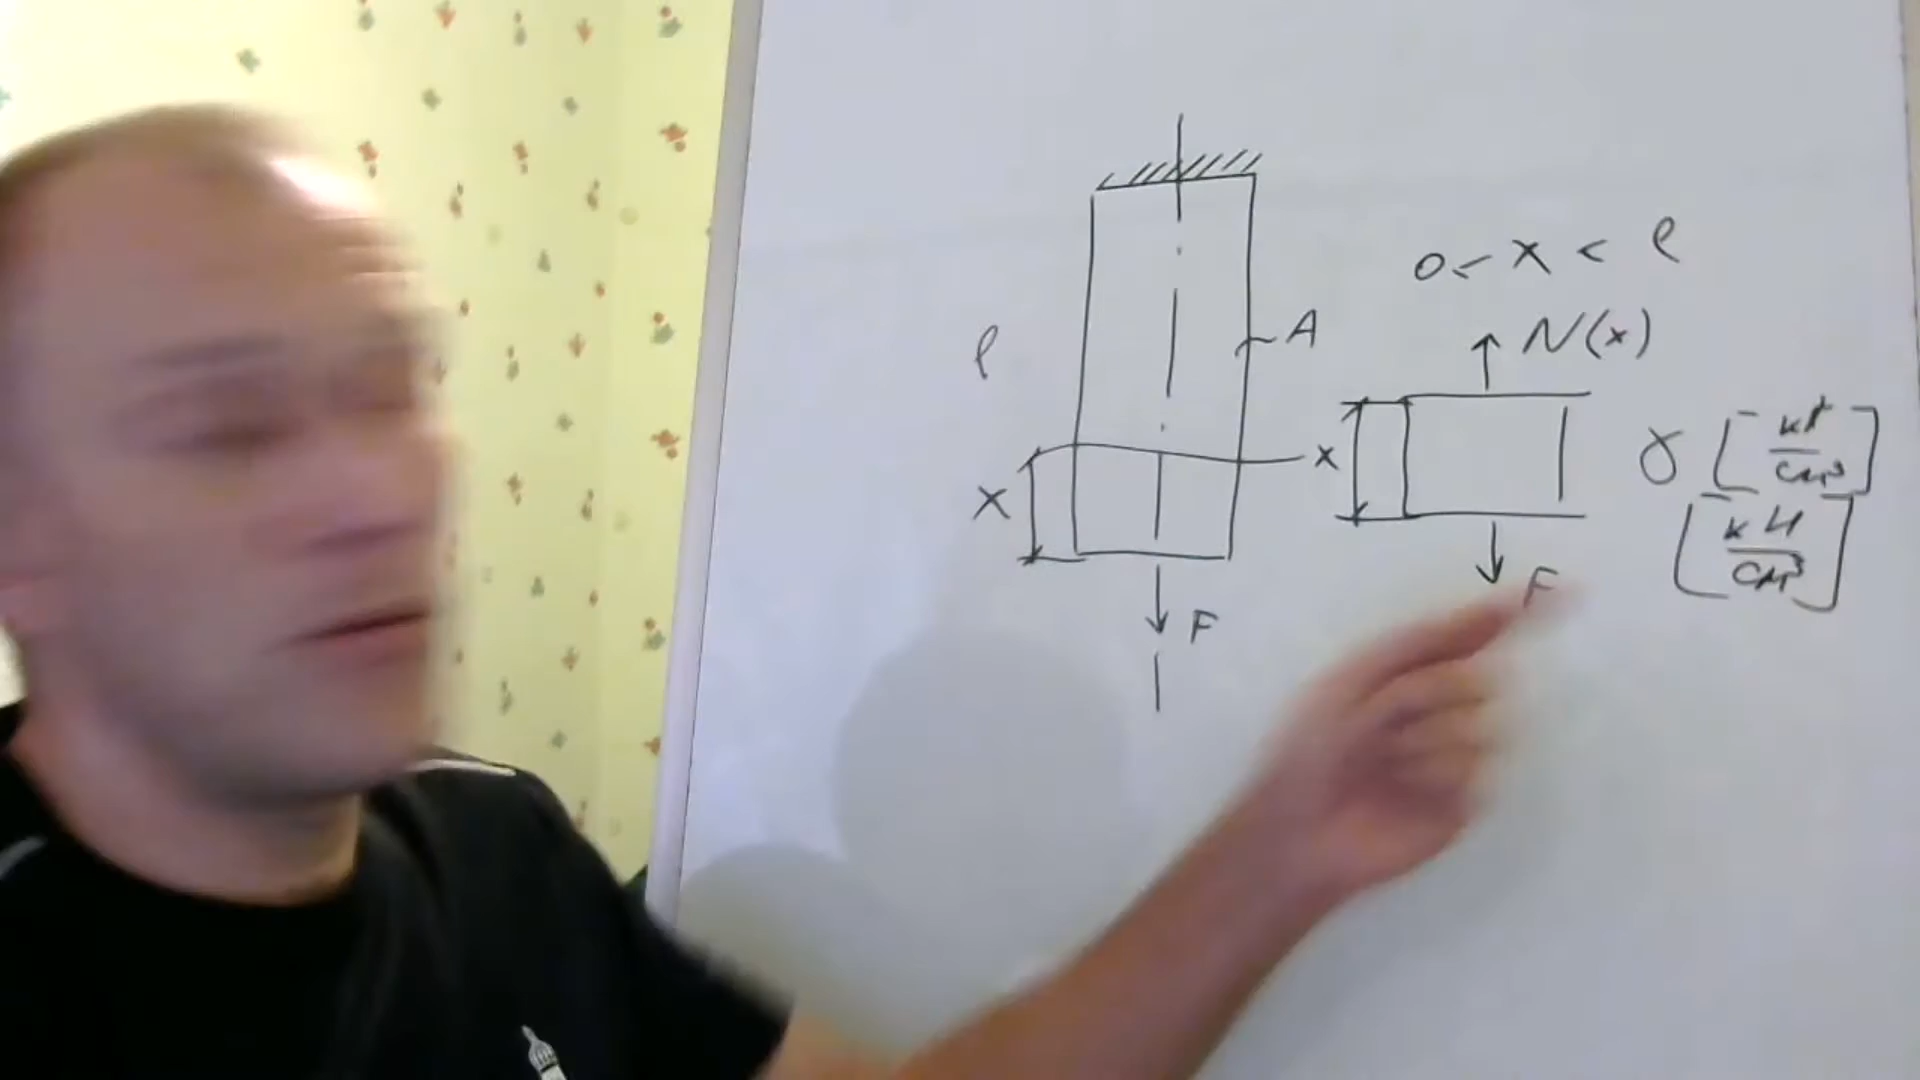 0 < x < ℓ
N(x)
ℓ
A
x
x
γ [кГ/см³]
[кН/см³]
F
F